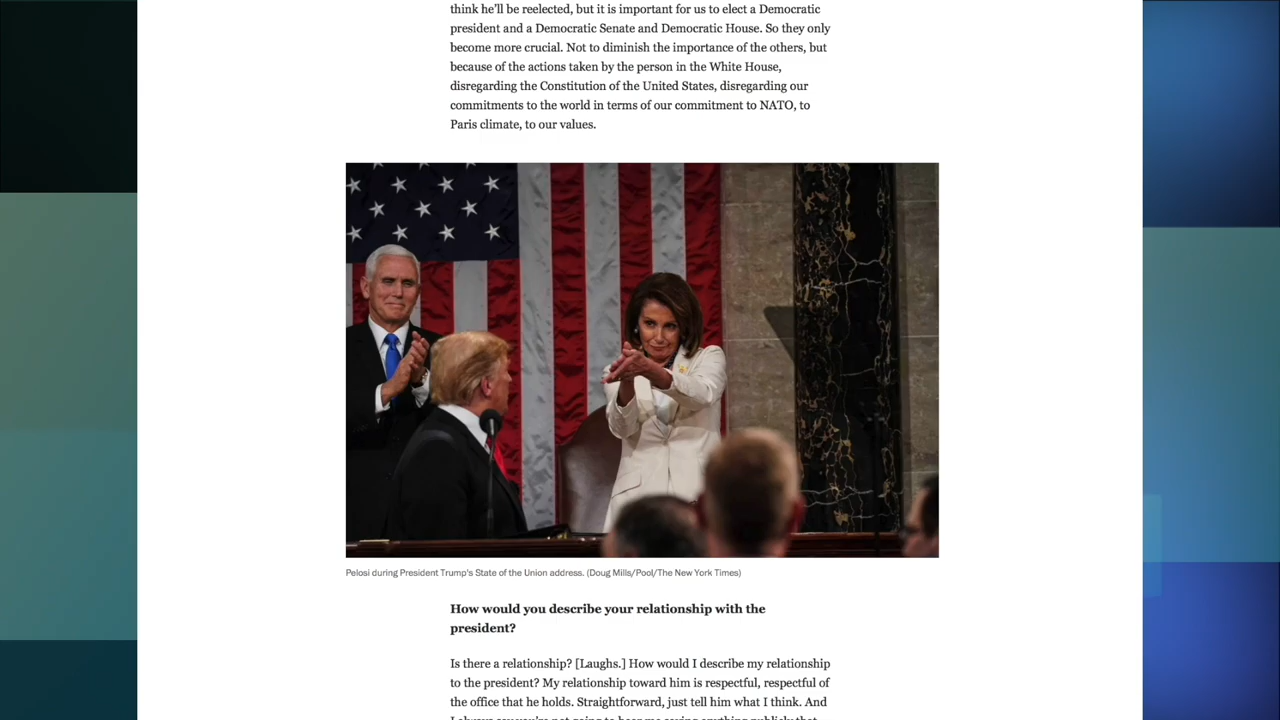 think he'll be reelected, but it is important for us to elect a Democratic
president and a Democratic Senate and Democratic House. So they only
become more crucial. Not to diminish the importance of the others, but
because of the actions taken by the person in the White House,
disregarding the Constitution of the United States, disregarding our
commitments to the world in terms of our commitment to NATO, to
Paris climate, to our values.
Pelosi during President Trump's State of the Union address. (Doug Mills/Pool/The New York Times)
How would you describe your relationship with the
president?
Is there a relationship? [Laughs.] How would I describe my relationship
to the president? My relationship toward him is respectful, respectful of
the office that he holds. Straightforward, just tell him what I think. And